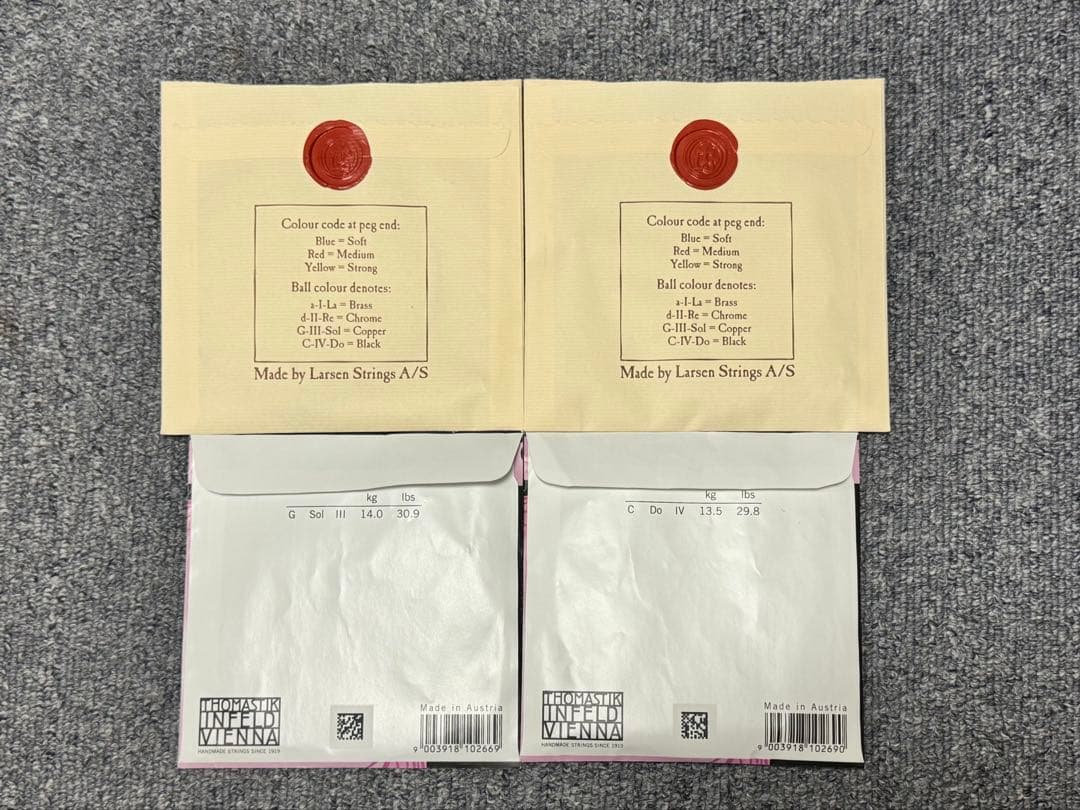 Colour code at peg end:
Blue = Soft
Red = Medium
Yellow = Strong
Ball colour denotes:
a-I-La = Brass
d-II-Re = Chrome
G-III-Sol = Copper
C-IV-Do = Black
Made by Larsen Strings A/S
Colour code at peg end:
Blue = Soft
Red = Medium
Yellow = Strong
Ball colour denotes:
a-I-La = Brass
d-II-Re = Chrome
G-III-Sol = Copper
C-IV-Do = Black
Made by Larsen Strings A/S
kg lbs
G Sol III 14.0 30.9
THOMASTIK
INFELD
VIENNA
HANDMADE STRINGS SINCE 1919
Made in Austria
9 003918 102669
kg lbs
C Do IV 13.5 29.8
THOMASTIK
INFELD
VIENNA
HANDMADE STRINGS SINCE 1919
Made in Austria
9 003918 102690